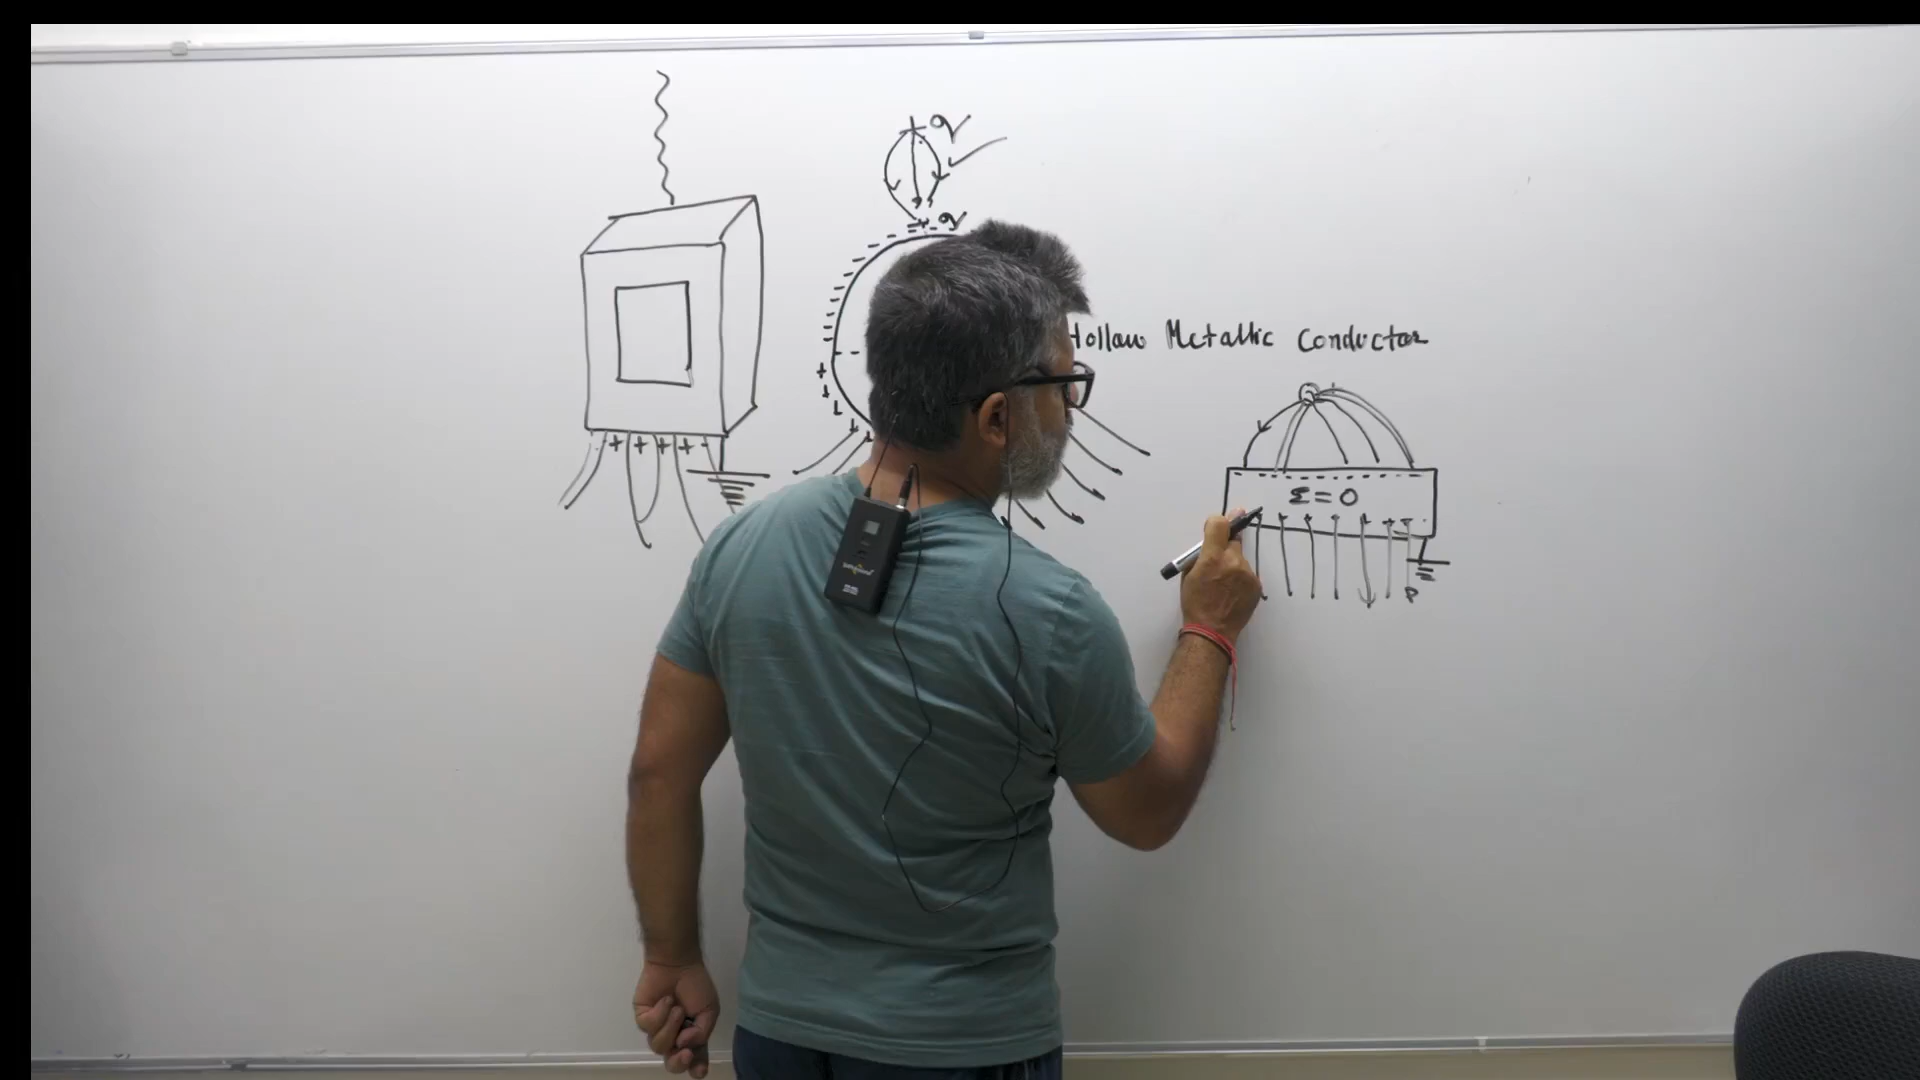 +q
q
Hollow Metallic Conductor
E = 0